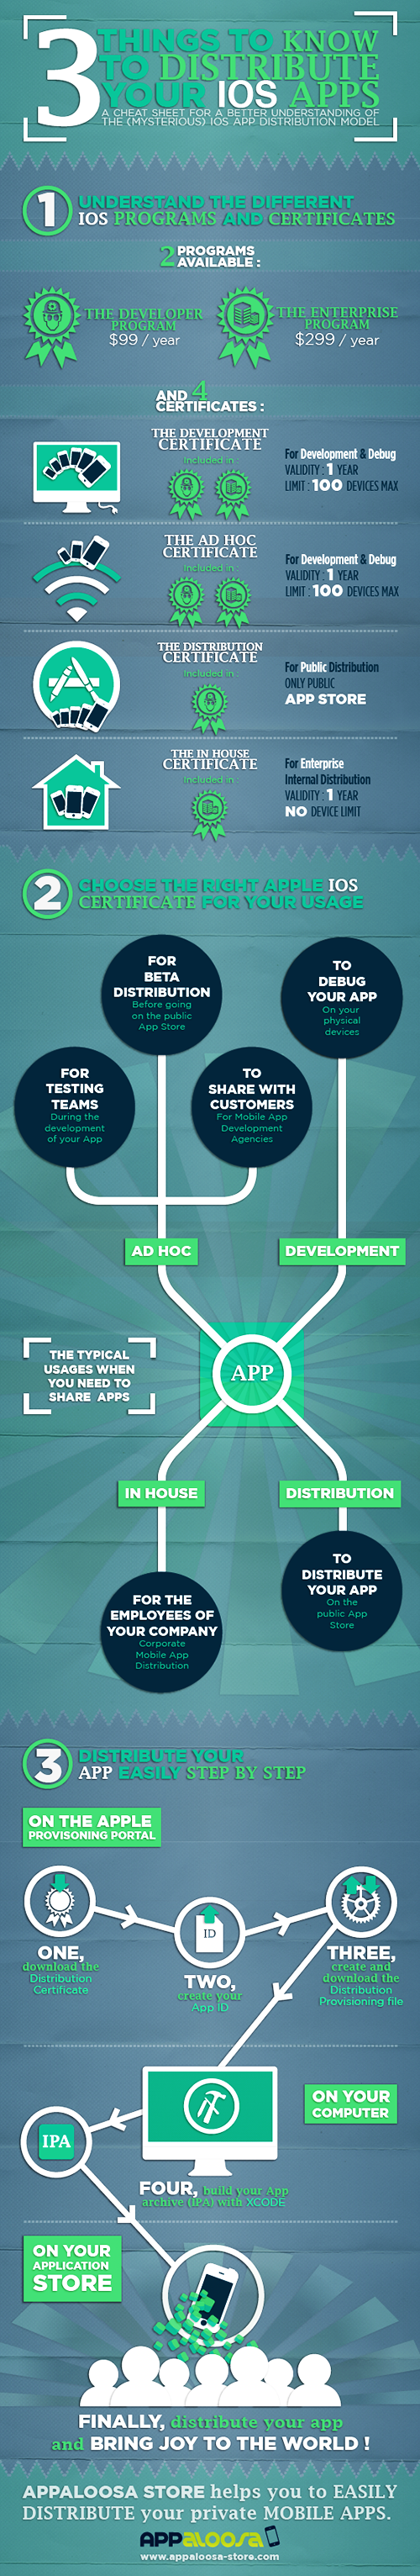 3 THINGS TO KNOW
TO DISTRIBUTE
YOUR IOS APPS
A CHEAT SHEET FOR A BETTER UNDERSTANDING OF
THE (MYSTERIOUS) IOS APP DISTRIBUTION MODEL
1 UNDERSTAND THE DIFFERENT
IOS PROGRAMS AND CERTIFICATES
2 PROGRAMS
AVAILABLE :
THE DEVELOPER
PROGRAM
$99 / year
THE ENTERPRISE
PROGRAM
$299 / year
AND 4
CERTIFICATES :
THE DEVELOPMENT
CERTIFICATE
Included in :
For Development & Debug
VALIDITY : 1 YEAR
LIMIT : 100 DEVICES MAX
THE AD HOC
CERTIFICATE
Included in :
For Development & Debug
VALIDITY : 1 YEAR
LIMIT : 100 DEVICES MAX
THE DISTRIBUTION
CERTIFICATE
Included in :
For Public Distribution
ONLY PUBLIC
APP STORE
THE IN HOUSE
CERTIFICATE
Included in :
For Enterprise
Internal Distribution
VALIDITY : 1 YEAR
NO DEVICE LIMIT
2 CHOOSE THE RIGHT APPLE IOS
CERTIFICATE FOR YOUR USAGE
FOR
BETA
DISTRIBUTION
Before going
on the public
App Store
TO
DEBUG
YOUR APP
On your
physical
devices
FOR
TESTING
TEAMS
During the
development
of your App
TO
SHARE WITH
CUSTOMERS
For Mobile App
Development
Agencies
AD HOC
DEVELOPMENT
THE TYPICAL
USAGES WHEN
YOU NEED TO
SHARE APPS
APP
IN HOUSE
DISTRIBUTION
FOR THE
EMPLOYEES OF
YOUR COMPANY
Corporate
Mobile App
Distribution
TO
DISTRIBUTE
YOUR APP
On the
public App
Store
3 DISTRIBUTE YOUR
APP EASILY STEP BY STEP
ON THE APPLE
PROVISONING PORTAL
ONE,
download the
Distribution
Certificate
ID
TWO,
create your
App ID
THREE,
create and
download the
Distribution
Provisioning file
ON YOUR
COMPUTER
IPA
FOUR, build your App
archive (IPA) with XCODE
ON YOUR
APPLICATION
STORE
FINALLY, distribute your app
and BRING JOY TO THE WORLD !
APPALOOSA STORE helps you to EASILY
DISTRIBUTE your private MOBILE APPS.
APPALOOSA
www.appaloosa-store.com